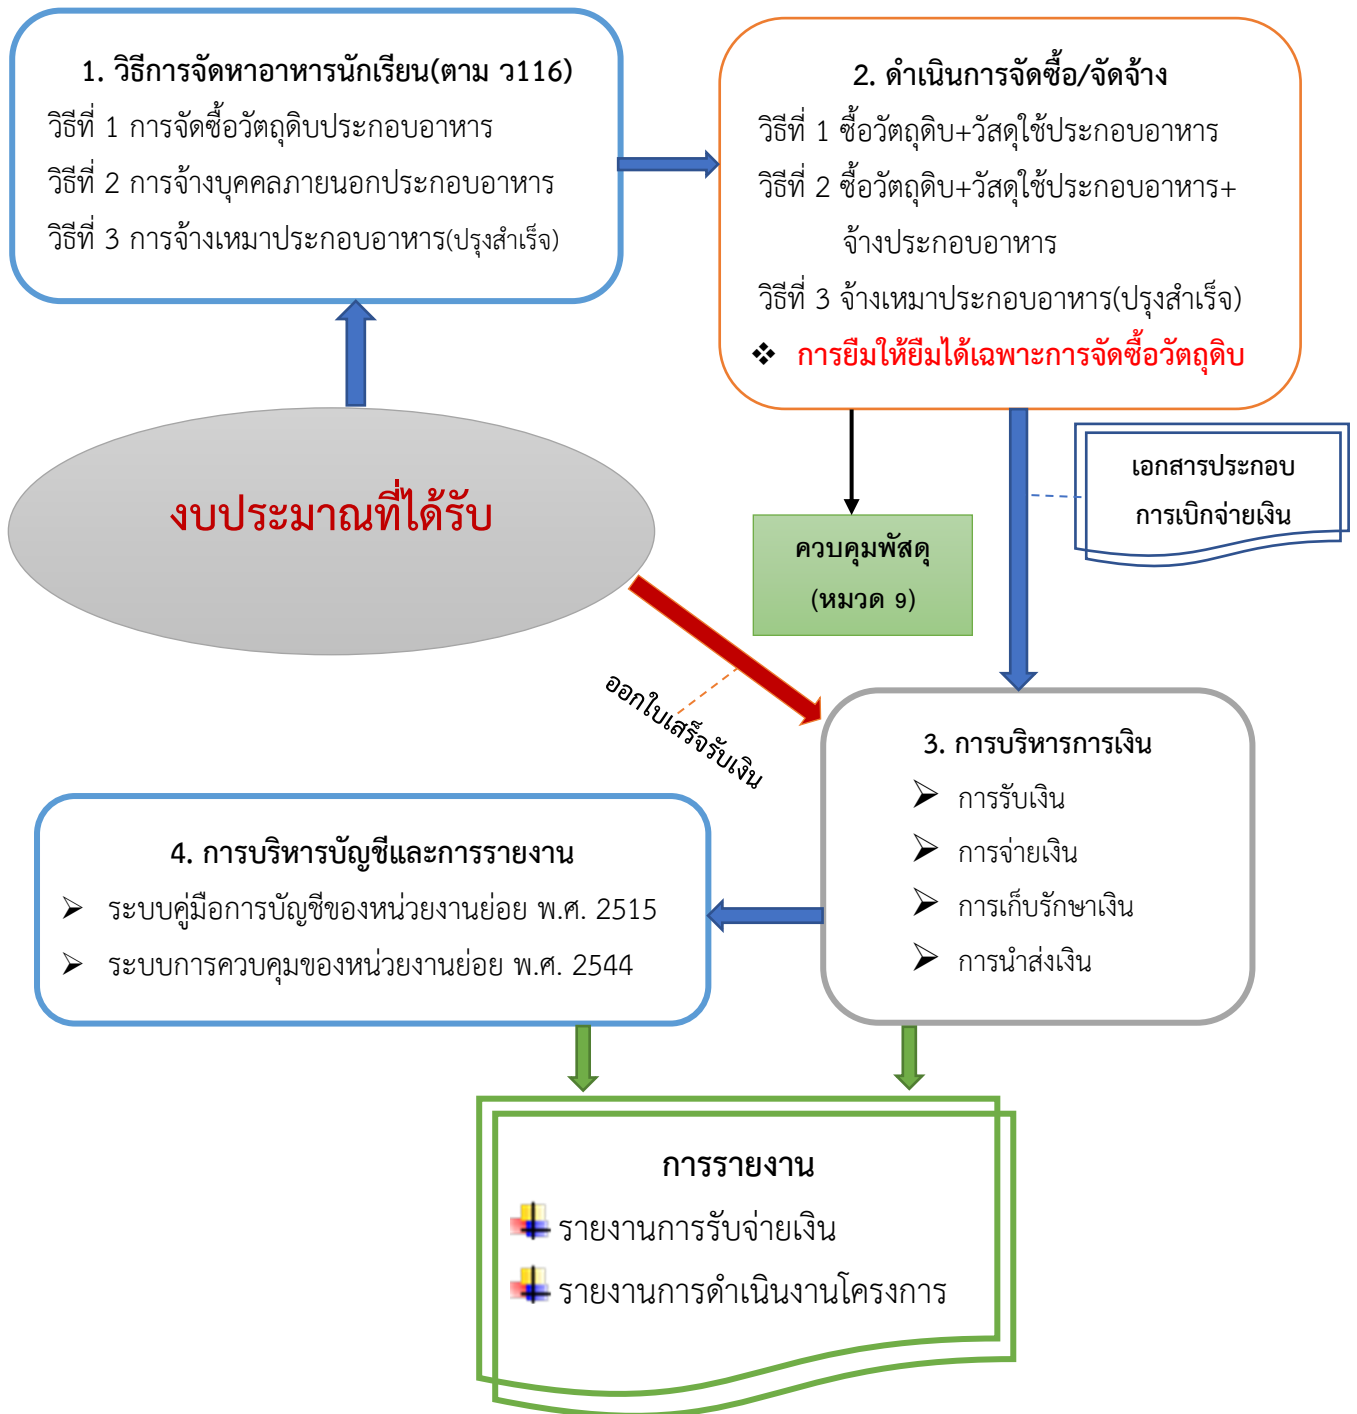 1. วิธีการจัดหาอาหารนักเรียน(ตาม ว116)
วิธีที่ 1 การจัดซื้อวัตถุดิบประกอบอาหาร
วิธีที่ 2 การจ้างบุคคลภายนอกประกอบอาหาร
วิธีที่ 3 การจ้างเหมาประกอบอาหาร(ปรุงสำเร็จ)
2. ดำเนินการจัดซื้อ/จัดจ้าง
วิธีที่ 1 ซื้อวัตถุดิบ+วัสดุใช้ประกอบอาหาร
วิธีที่ 2 ซื้อวัตถุดิบ+วัสดุใช้ประกอบอาหาร+
จ้างประกอบอาหาร
วิธีที่ 3 จ้างเหมาประกอบอาหาร(ปรุงสำเร็จ)
❖ การยืมให้ยืมได้เฉพาะการจัดซื้อวัตถุดิบ
งบประมาณที่ได้รับ
เอกสารประกอบ
การเบิกจ่ายเงิน
ควบคุมพัสดุ
(หมวด 9)
ออกใบเสร็จรับเงิน
3. การบริหารการเงิน
➢ การรับเงิน
➢ การจ่ายเงิน
➢ การเก็บรักษาเงิน
➢ การนำส่งเงิน
4. การบริหารบัญชีและการรายงาน
➢ ระบบคู่มือการบัญชีของหน่วยงานย่อย พ.ศ. 2515
➢ ระบบการควบคุมของหน่วยงานย่อย พ.ศ. 2544
การรายงาน
รายงานการรับจ่ายเงิน
รายงานการดำเนินงานโครงการ